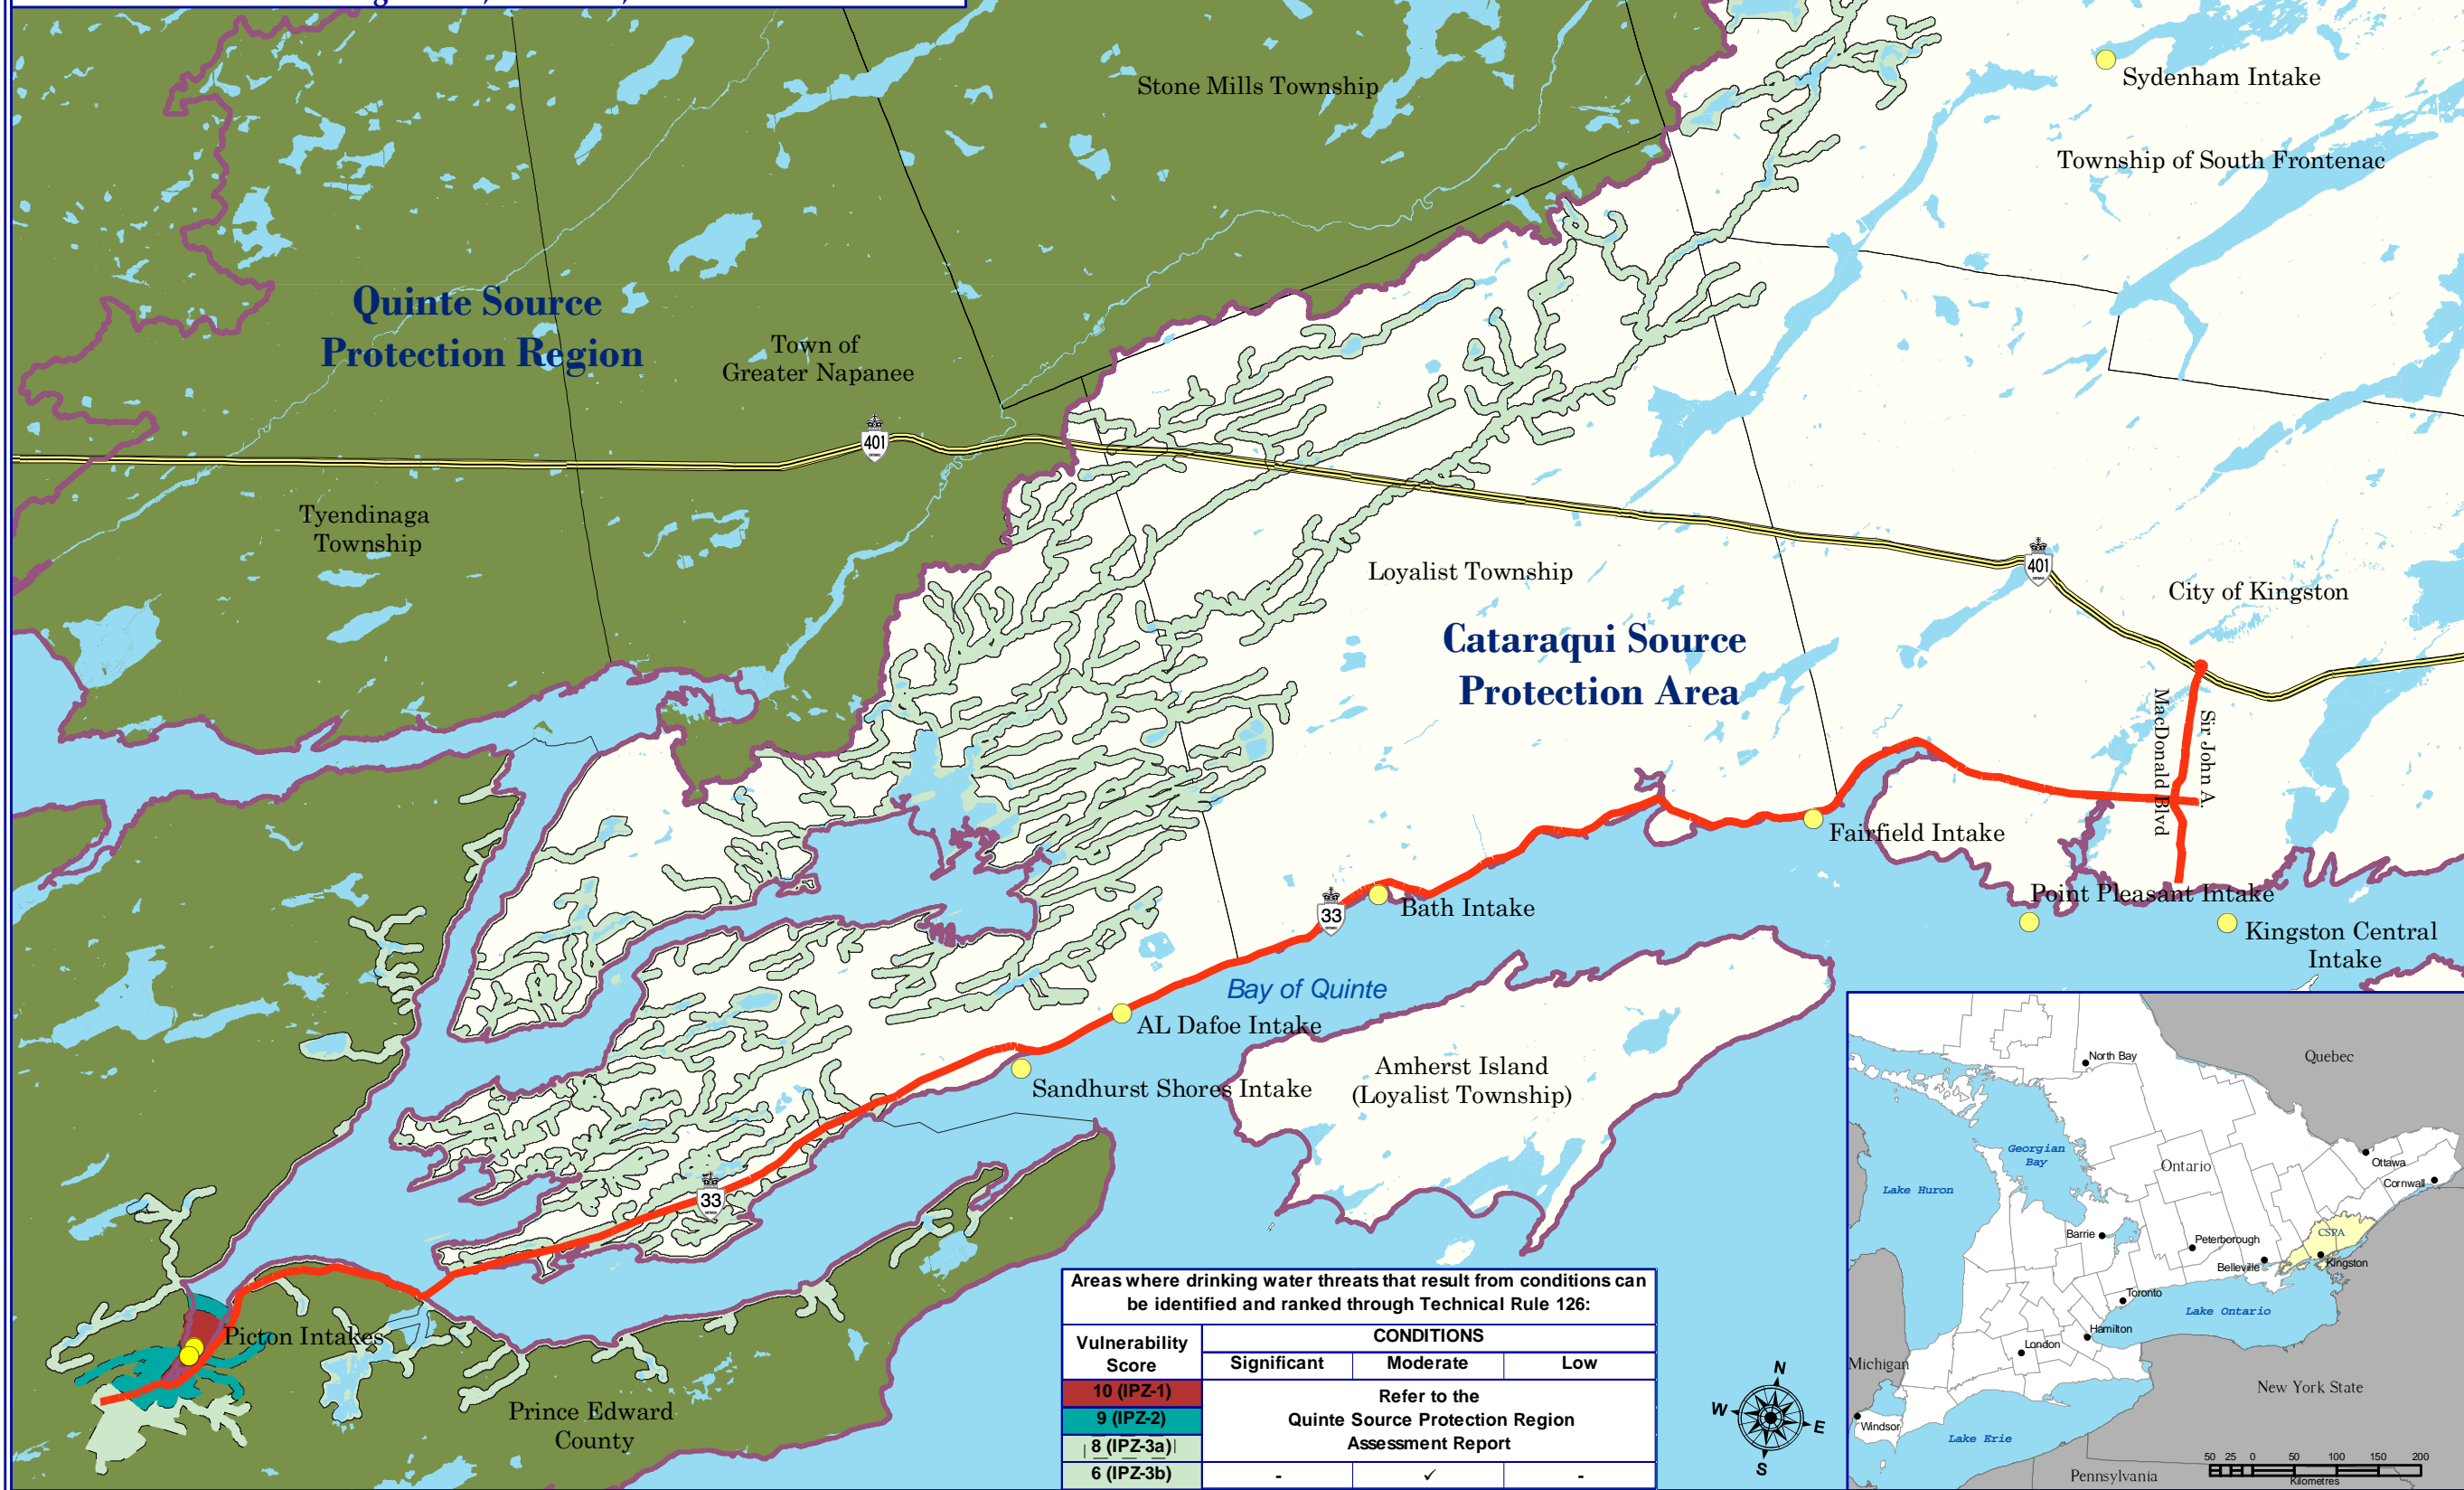 Stone Mills Township
Sydenham Intake
Township of South Frontenac
Quinte Source
Protection Region
Town of
Greater Napanee
401
Tyendinaga
Township
Loyalist Township
401
City of Kingston
Cataraqui Source
Protection Area
Sir John A.
MacDonald Blvd
Fairfield Intake
Point Pleasant Intake
33
Bath Intake
Kingston Central
Intake
Bay of Quinte
AL Dafoe Intake
Sandhurst Shores Intake
Amherst Island
(Loyalist Township)
33
Picton Intakes
Prince Edward
County
Areas where drinking water threats that result from conditions can
be identified and ranked through Technical Rule 126:
Vulnerability
Score
CONDITIONS
Significant Moderate Low
10 (IPZ-1)
9 (IPZ-2)
8 (IPZ-3a)
Refer to the
Quinte Source Protection Region
Assessment Report
6 (IPZ-3b) - ✓ -
N
W
E
S
North Bay
Quebec
Georgian
Bay
Ontario
Ottawa
Cornwall
Lake Huron
CSPA
Barrie
Peterborough
Belleville
Kingston
Toronto
Lake Ontario
Hamilton
London
Michigan
New York State
Windsor
Lake Erie
Pennsylvania
50 25 0 50 100 150 200
Kilometres